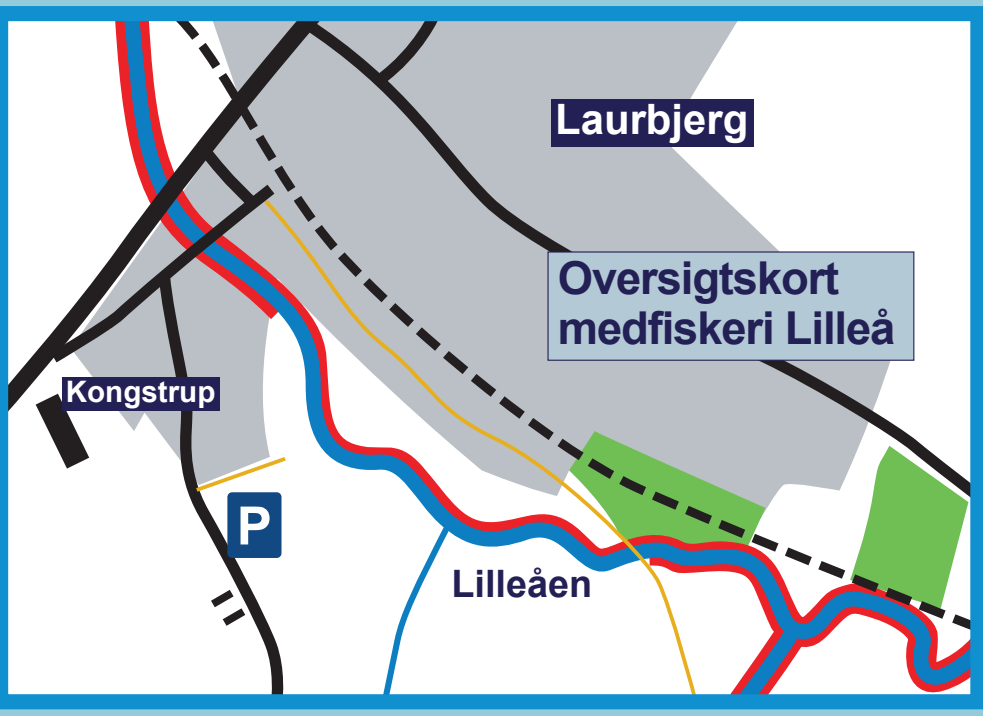 Laurbjerg
Oversigtskort
medfiskeri Lilleå
Kongstrup
P
Lilleåen